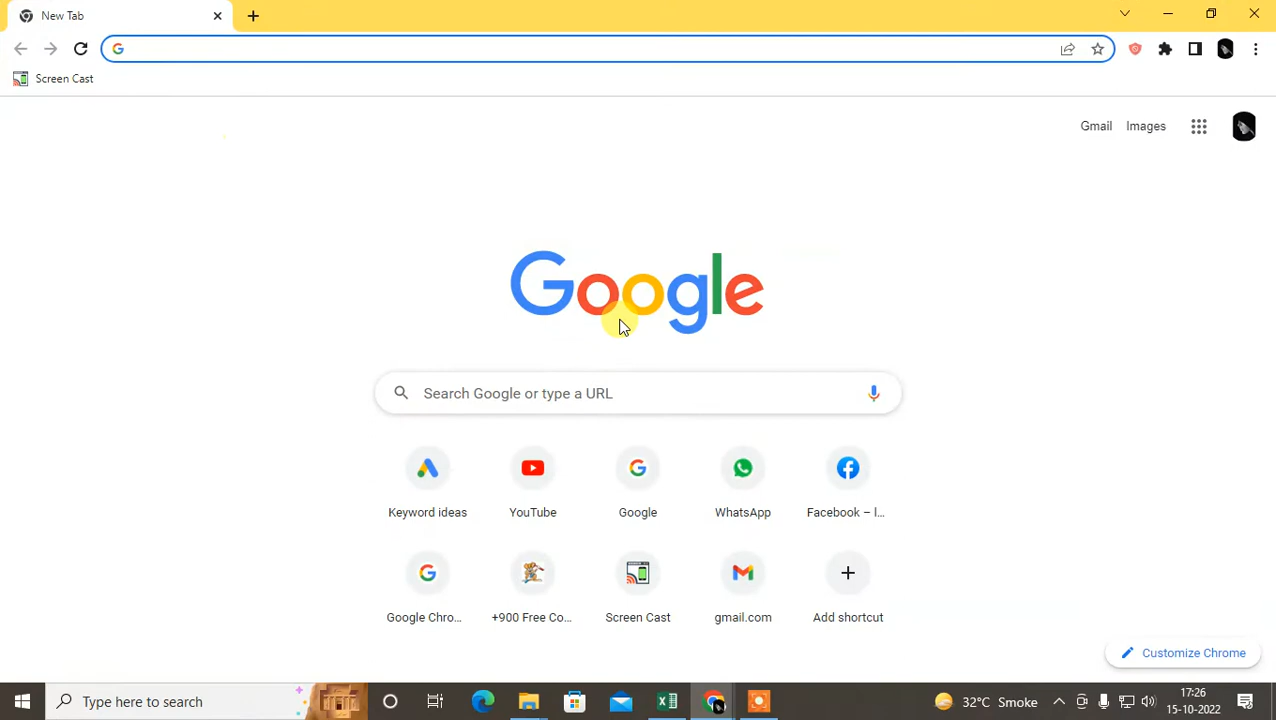 New Tab
Screen Cast
Gmail Images
Google
Search Google or type a URL
Keyword ideas YouTube Google WhatsApp Facebook – l...
Google Chro... +900 Free Co... Screen Cast gmail.com Add shortcut
Customize Chrome
Type here to search
32°C Smoke
17:26
15-10-2022